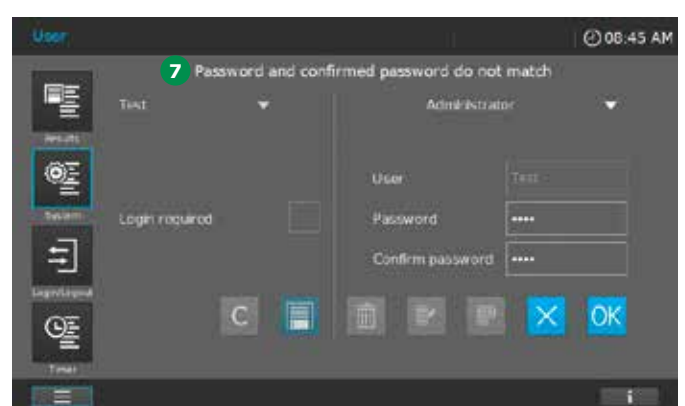 User
08:45 AM
7 Password and confirmed password do not match
Test
Administrator
Results
User
Test
System
Login required
Password
••••
Confirm password
••••
Login/Logout
C
OK
Timer
i